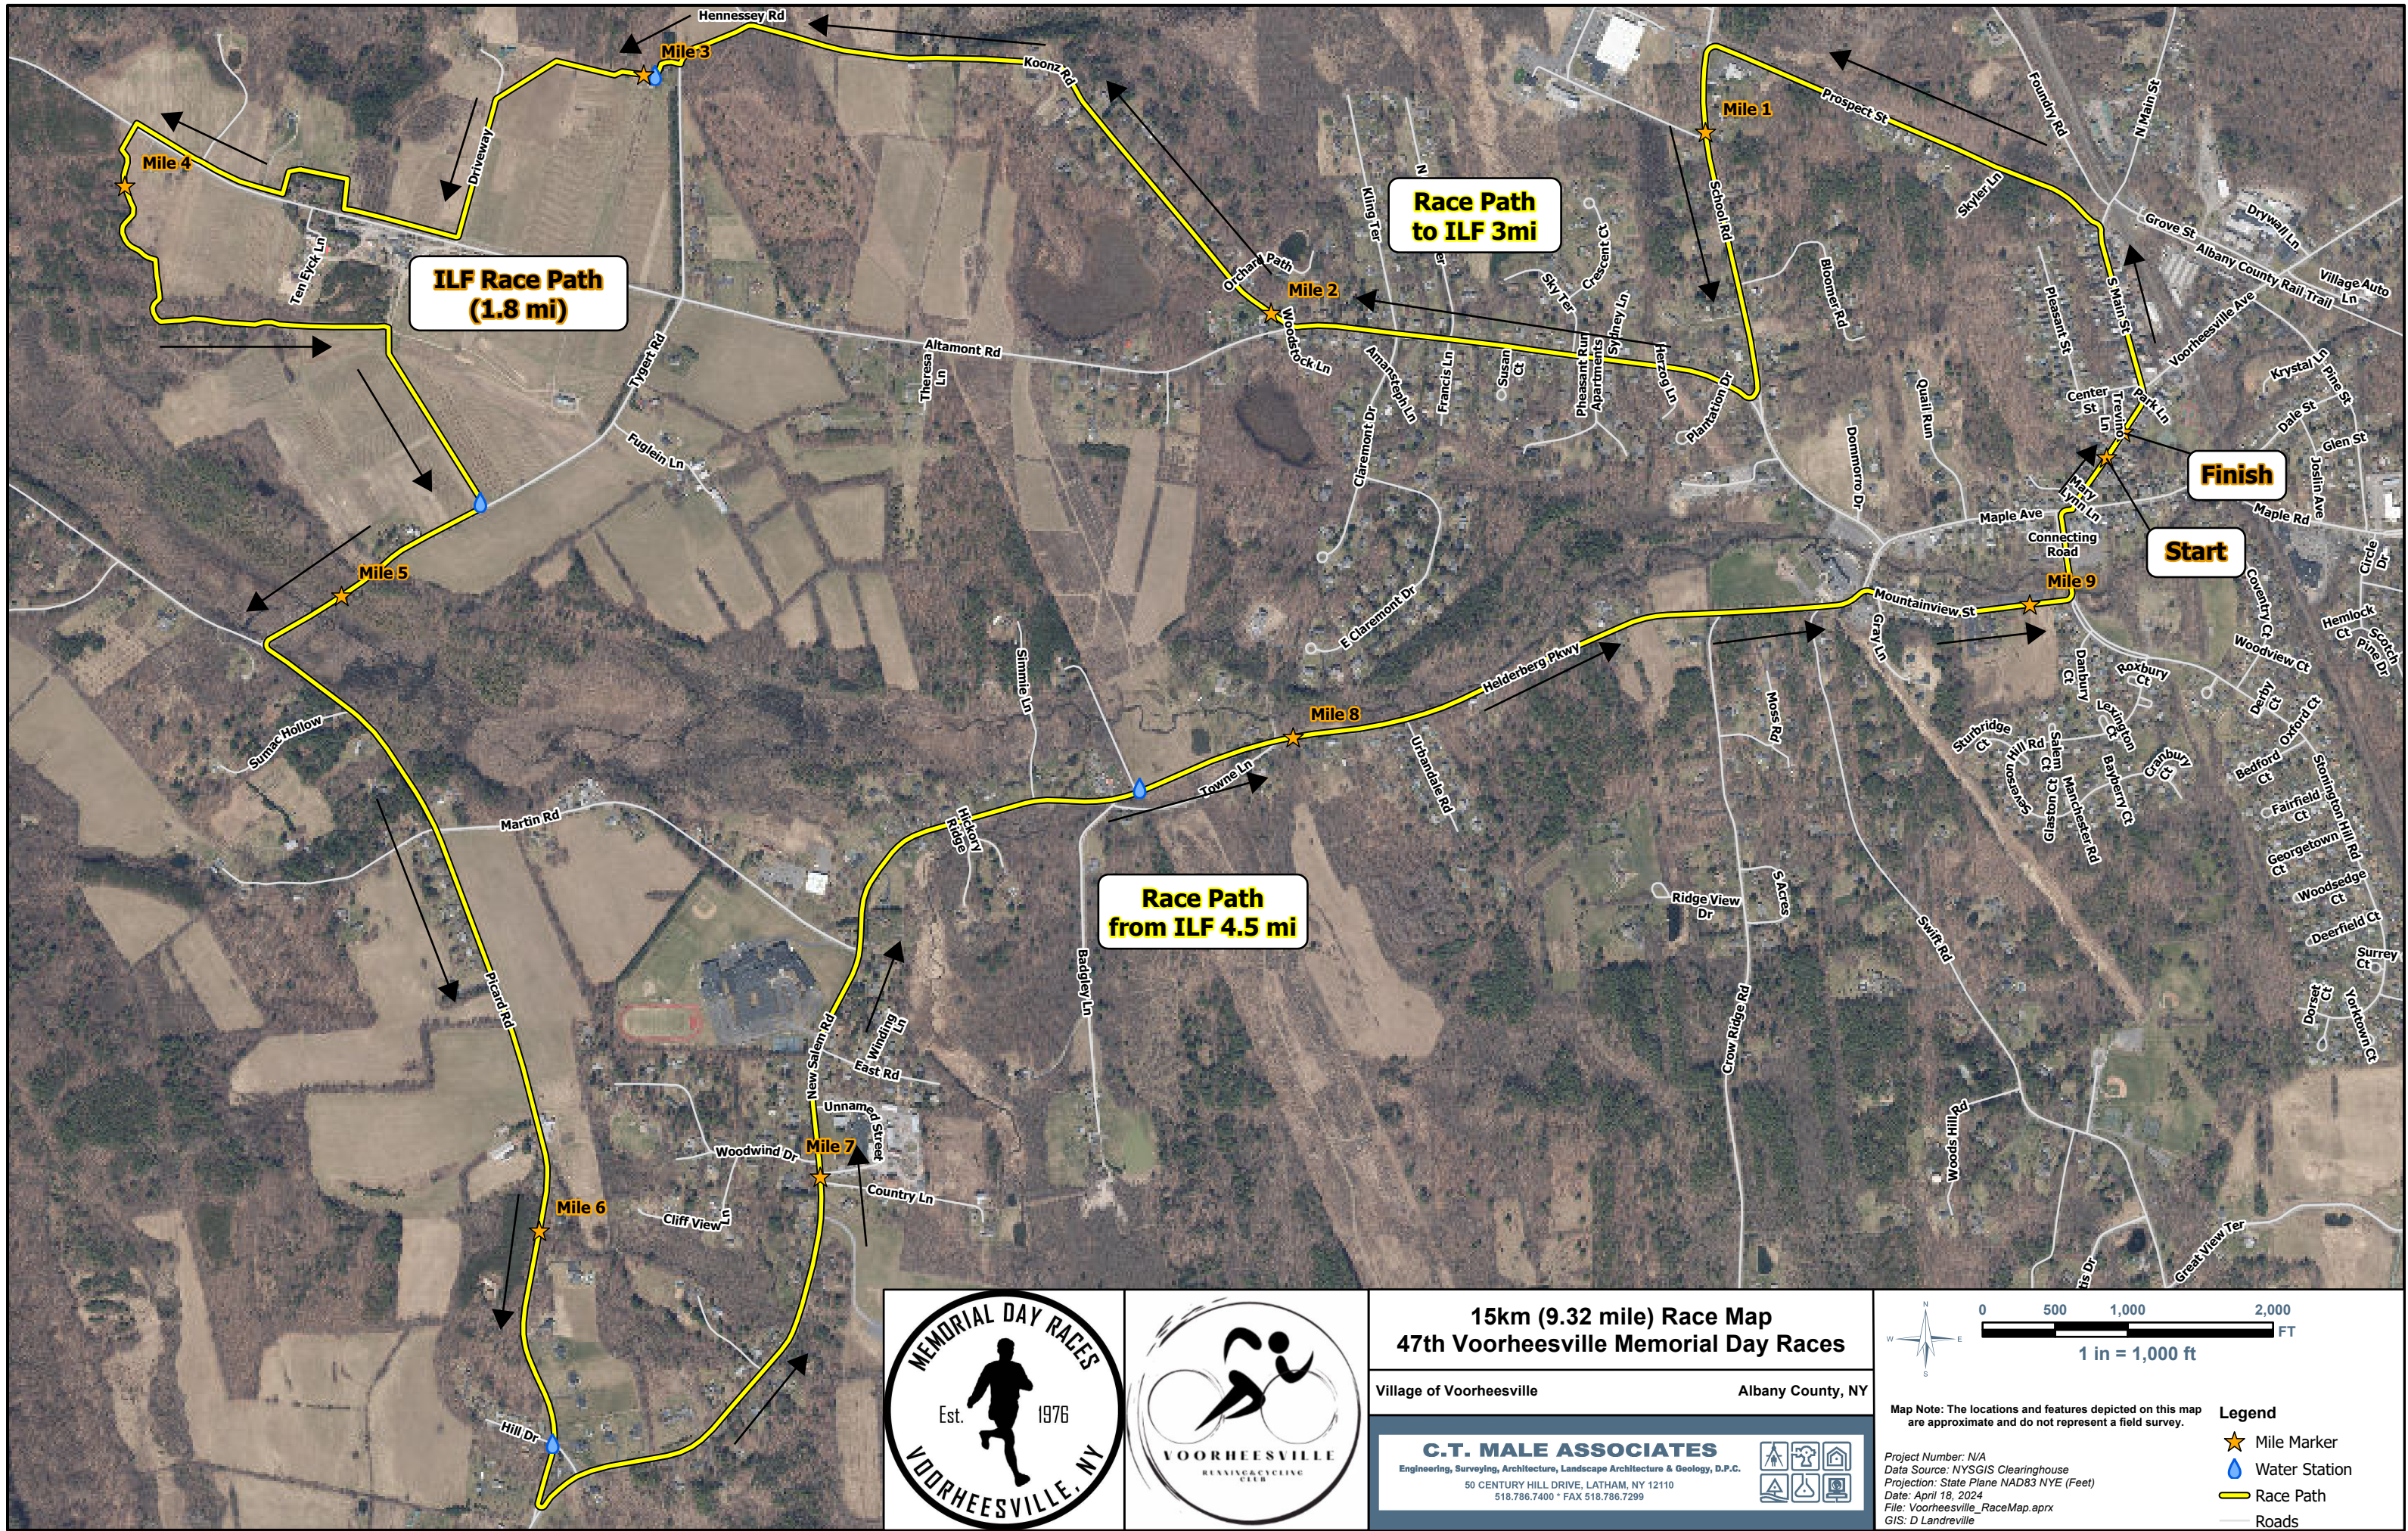 Hennessey Rd
Mile 3
Koonz Rd
Mile 1
Prospect St
Foundry Rd
N Main St
Mile 4
Driveway
Ten Eyck Ln
ILF Race Path
(1.8 mi)
Race Path
to ILF 3mi
Kling Ter
N
er
Crescent Ct
Sky Ter
Sydney Ln
School Rd
Bloomer Rd
Skyler Ln
Grove St
Drywall Ln
Albany County Rail Trail
Village Auto
Ln
Voorheesville Ave
S Main St
Pleasant St
Orchard Path
Mile 2
Woodstock Ln
Altamont Rd
Theresa
Ln
Tygert Rd
Fuglein Ln
Amansteph Ln
Francis Ln
Susan
Ct
Pheasant Run
Apartments
Herzog Ln
Plantation Dr
Claremont Dr
E Claremont Dr
Dommorro Dr
Quail Run
Center
St
Trevino
Ln
Park Ln
Krystal Ln
Pine St
Dale St
Glen St
Joslin Ave
Finish
Mary
Lynn Ln
Maple Ave
Maple Rd
Connecting
Road
Start
Circle
Dr
Mile 5
Mile 9
Mountainview St
Gray Ln
Coventry Ct
Hemlock
Ct
Scotch
Pine Dr
Woodview Ct
Roxbury
Ct
Danbury
Ct
Derby
Ct
Oxford Ct
Lexington
Ct
Sturbridge
Ct
Severson Hill Rd
Salem
Ct
Glaston Ct
Manchester Rd
Bayberry Ct
Cranbury
Ct
Bedford
Ct
Stonington Hill Rd
Fairfield
Ct
Georgetown
Ct
Woodsedge
Ct
Deerfield Ct
Surrey
Ct
Dorset
Ct
Yorktown Ct
Helderberg Pkwy
Mile 8
Simmie Ln
Towne Ln
Urbandale Rd
Moss Rd
Sumac Hollow
Martin Rd
Hickory
Ridge
Race Path
from ILF 4.5 mi
Ridge View
Dr
S Acres
Swift Rd
Crow Ridge Rd
Badgley Ln
Picard Rd
New Salem Rd
Winding
Ln
East Rd
Unnamed
Street
Mile 7
Woodwind Dr
Country Ln
Cliff View
Ln
Mile 6
Hill Dr
Woods Hill Rd
Great View Ter
is Dr
MEMORIAL DAY RACES
Est. 1976
VOORHEESVILLE, NY
VOORHEESVILLE
RUNNING & CYCLING
CLUB
15km (9.32 mile) Race Map
47th Voorheesville Memorial Day Races
Village of Voorheesville Albany County, NY
C.T. MALE ASSOCIATES
Engineering, Surveying, Architecture, Landscape Architecture & Geology, D.P.C.
50 CENTURY HILL DRIVE, LATHAM, NY 12110
518.786.7400 * FAX 518.786.7299
N
W E
S
0 500 1,000 2,000
FT
1 in = 1,000 ft
Map Note: The locations and features depicted on this map
are approximate and do not represent a field survey.
Project Number: N/A
Data Source: NYSGIS Clearinghouse
Projection: State Plane NAD83 NYE (Feet)
Date: April 18, 2024
File: Voorheesville_RaceMap.aprx
GIS: D Landreville
Legend
Mile Marker
Water Station
Race Path
Roads